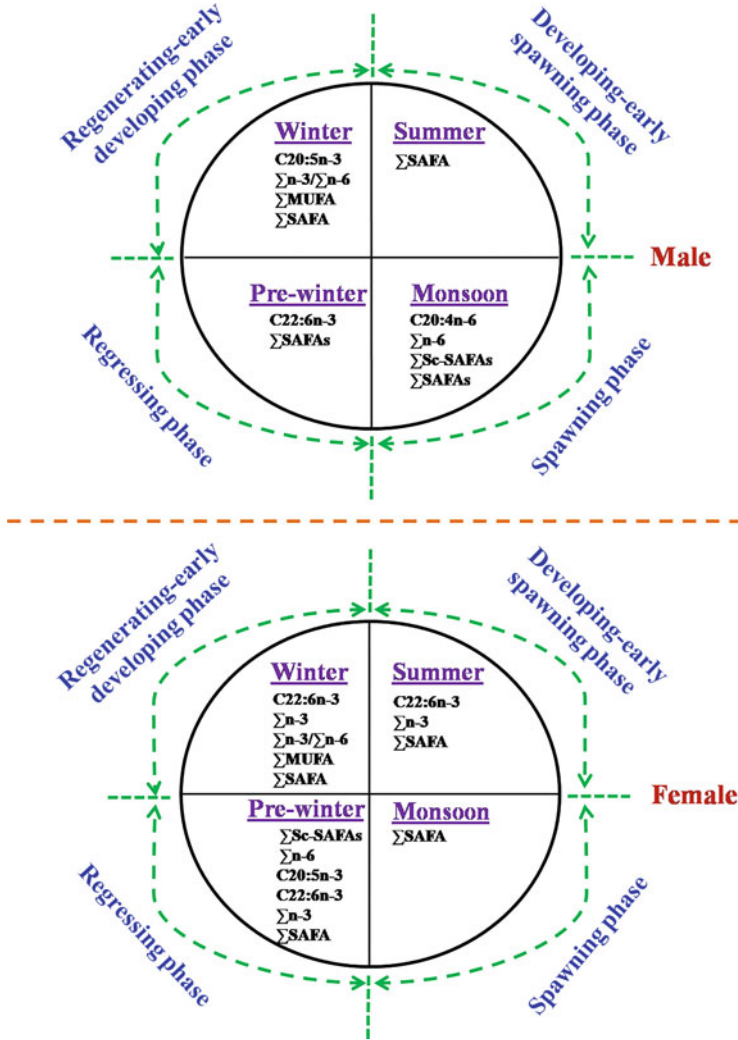 Regenerating-early
developing phase
Developing-early
spawning phase
Winter
C20:5n-3
∑n-3/∑n-6
∑MUFA
∑SAFA
Summer
∑SAFA
Male
Pre-winter
C22:6n-3
∑SAFAs
Monsoon
C20:4n-6
∑n-6
∑Sc-SAFAs
∑SAFAs
Regressing phase
Spawning phase
Regenerating-early
developing phase
Developing-early
spawning phase
Winter
C22:6n-3
∑n-3
∑n-3/∑n-6
∑MUFA
∑SAFA
Summer
C22:6n-3
∑n-3
∑SAFA
Female
Pre-winter
∑Sc-SAFAs
∑n-6
C20:5n-3
C22:6n-3
∑n-3
∑SAFA
Monsoon
∑SAFA
Regressing phase
Spawning phase